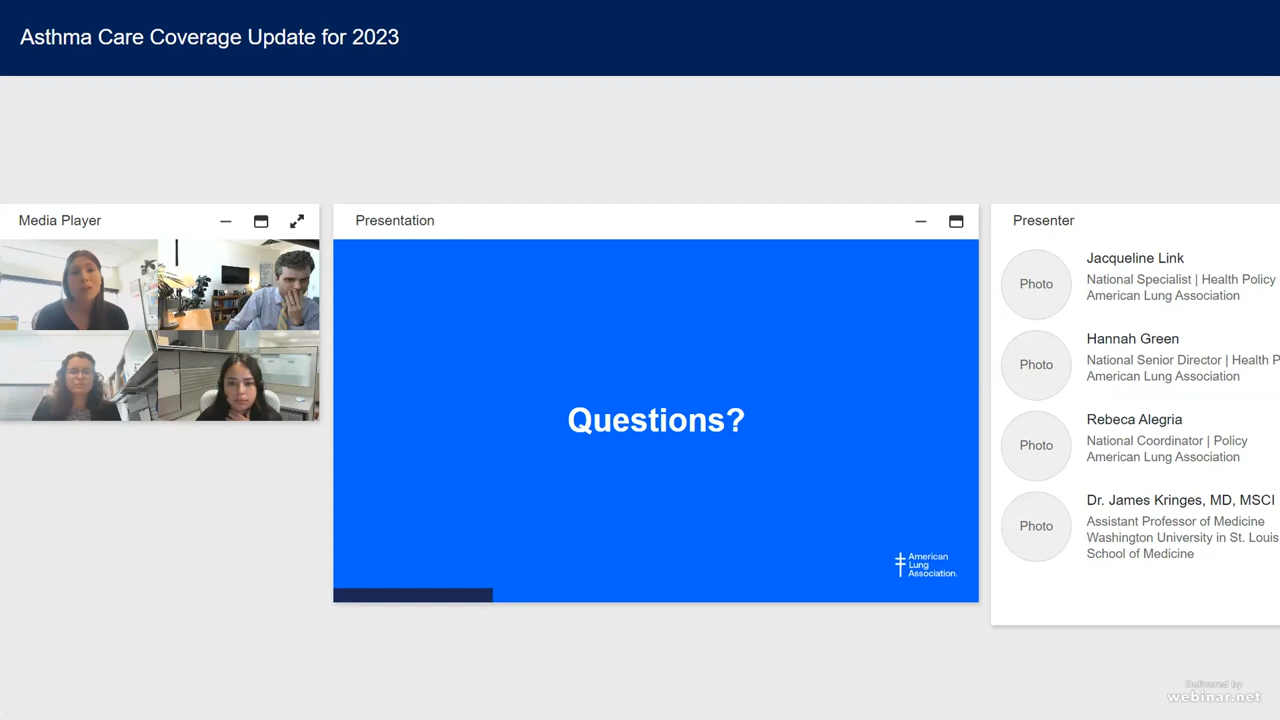 Asthma Care Coverage Update for 2023
Media Player
Presentation
Questions?
American
Lung
Association.
Presenter
Photo
Jacqueline Link
National Specialist | Health Policy
American Lung Association
Photo
Hannah Green
National Senior Director | Health P
American Lung Association
Photo
Rebeca Alegria
National Coordinator | Policy
American Lung Association
Photo
Dr. James Kringes, MD, MSCI
Assistant Professor of Medicine
Washington University in St. Louis
School of Medicine
Delivered by
webinar.net